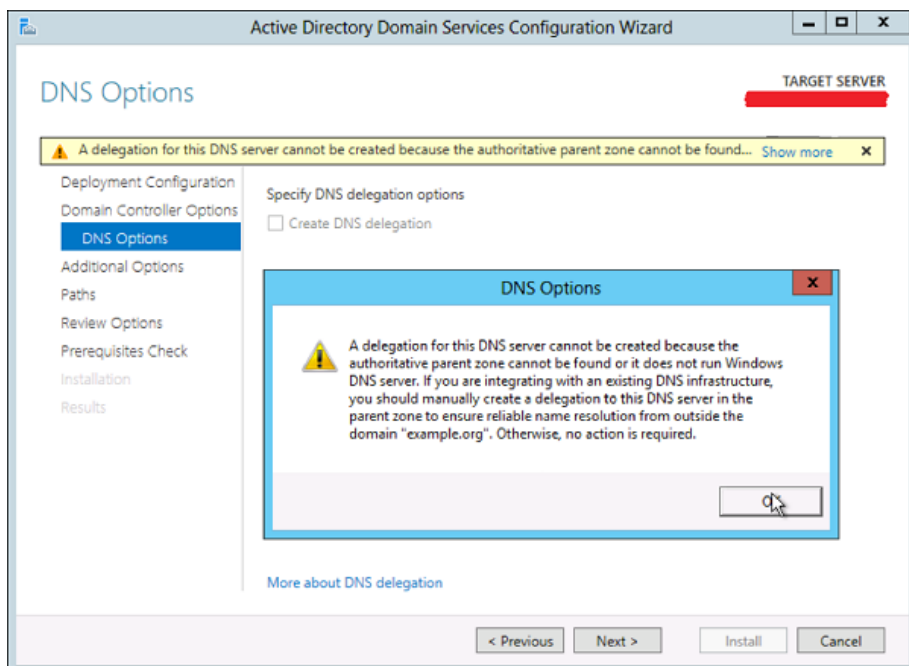 Active Directory Domain Services Configuration Wizard
DNS Options
TARGET SERVER
A delegation for this DNS server cannot be created because the authoritative parent zone cannot be found... Show more
Deployment Configuration
Domain Controller Options
DNS Options
Additional Options
Paths
Review Options
Prerequisites Check
Installation
Results
Specify DNS delegation options
Create DNS delegation
DNS Options
A delegation for this DNS server cannot be created because the
authoritative parent zone cannot be found or it does not run Windows
DNS server. If you are integrating with an existing DNS infrastructure,
you should manually create a delegation to this DNS server in the
parent zone to ensure reliable name resolution from outside the
domain "example.org". Otherwise, no action is required.
More about DNS delegation
< Previous
Next >
Install
Cancel